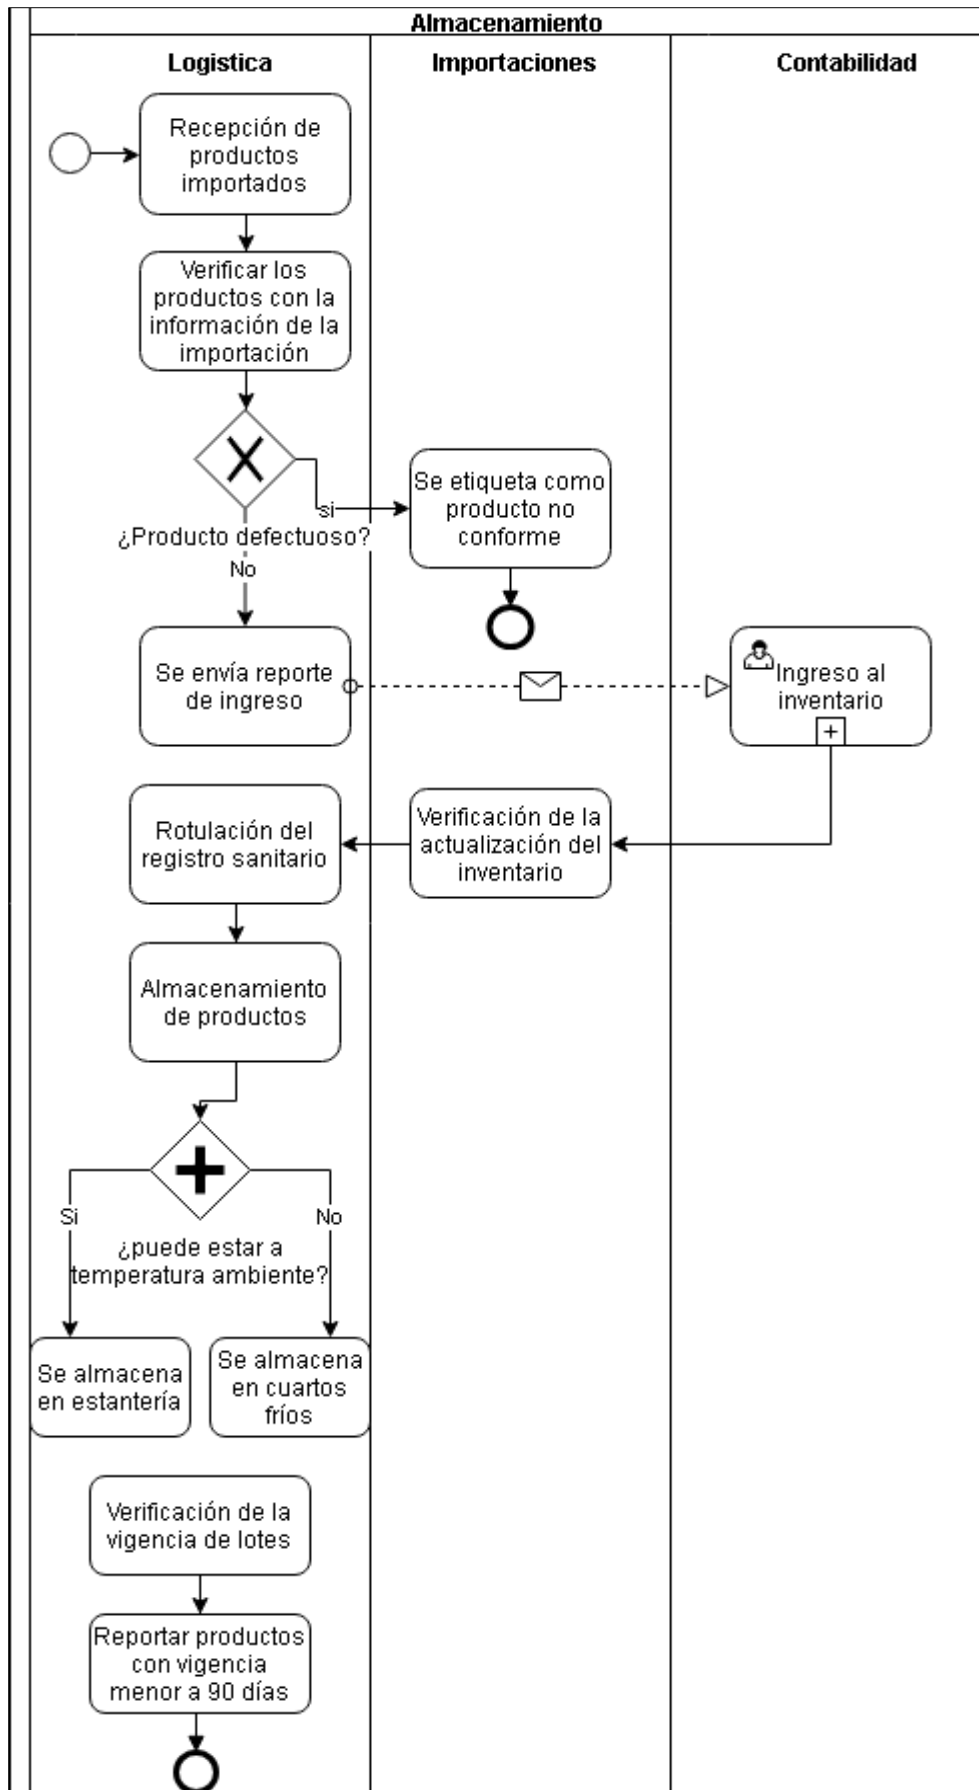 Almacenamiento
Logistica
Importaciones
Contabilidad
Recepción de
productos
importados
Verificar los
productos con la
información de la
importación
¿Producto defectuoso?
si
No
Se etiqueta como
producto no
conforme
Se envía reporte
de ingreso
Ingreso al
inventario
Verificación de la
actualización del
inventario
Rotulación del
registro sanitario
Almacenamiento
de productos
Si
No
¿puede estar a
temperatura ambiente?
Se almacena
en estantería
Se almacena
en cuartos
fríos
Verificación de la
vigencia de lotes
Reportar productos
con vigencia
menor a 90 días